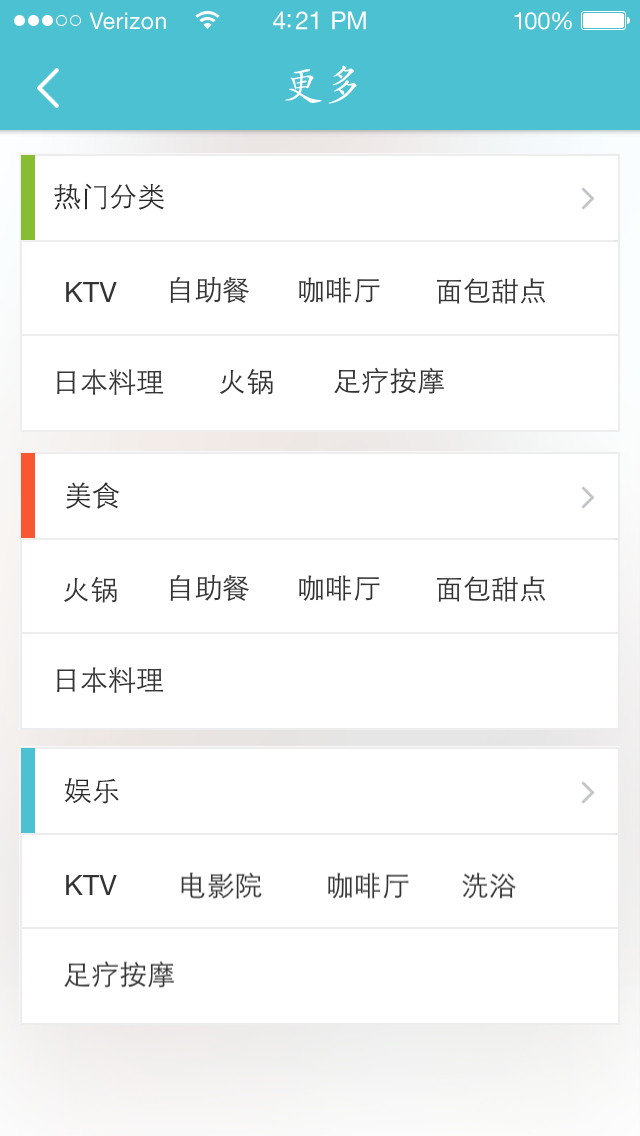 Verizon 4:21 PM 100%
更多
热门分类
KTV 自助餐 咖啡厅 面包甜点
日本料理 火锅 足疗按摩
美食
火锅 自助餐 咖啡厅 面包甜点
日本料理
娱乐
KTV 电影院 咖啡厅 洗浴
足疗按摩